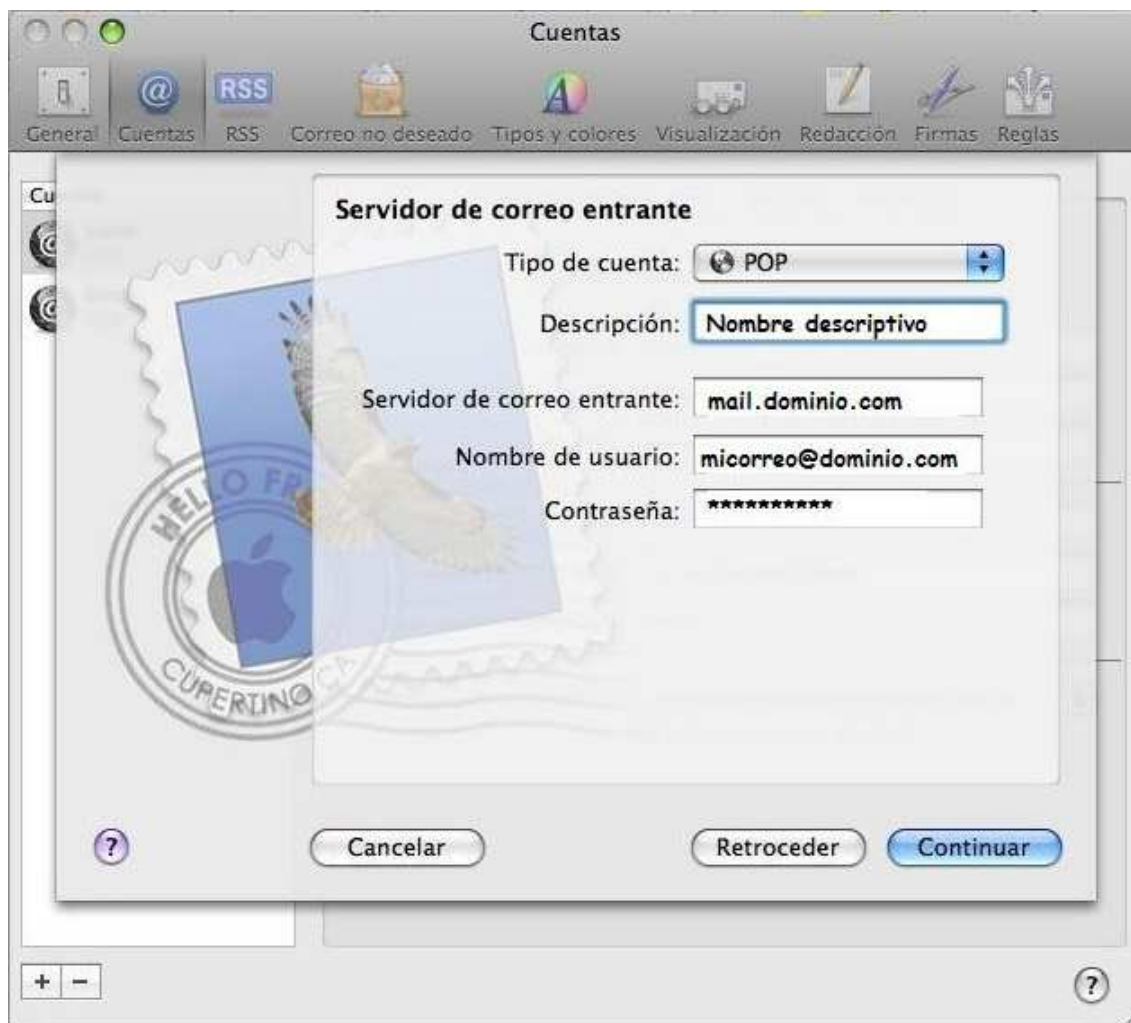 Cuentas
General Cuentas RSS Correo no deseado Tipos y colores Visualización Redacción Firmas Reglas
RSS
Cu
Servidor de correo entrante
Tipo de cuenta: POP
Descripción: Nombre descriptivo
Servidor de correo entrante: mail.dominio.com
Nombre de usuario: micorreo@dominio.com
Contraseña: **********
HELLO FR
CUPERTINO CA
? Cancelar Retroceder Continuar
+ - ?